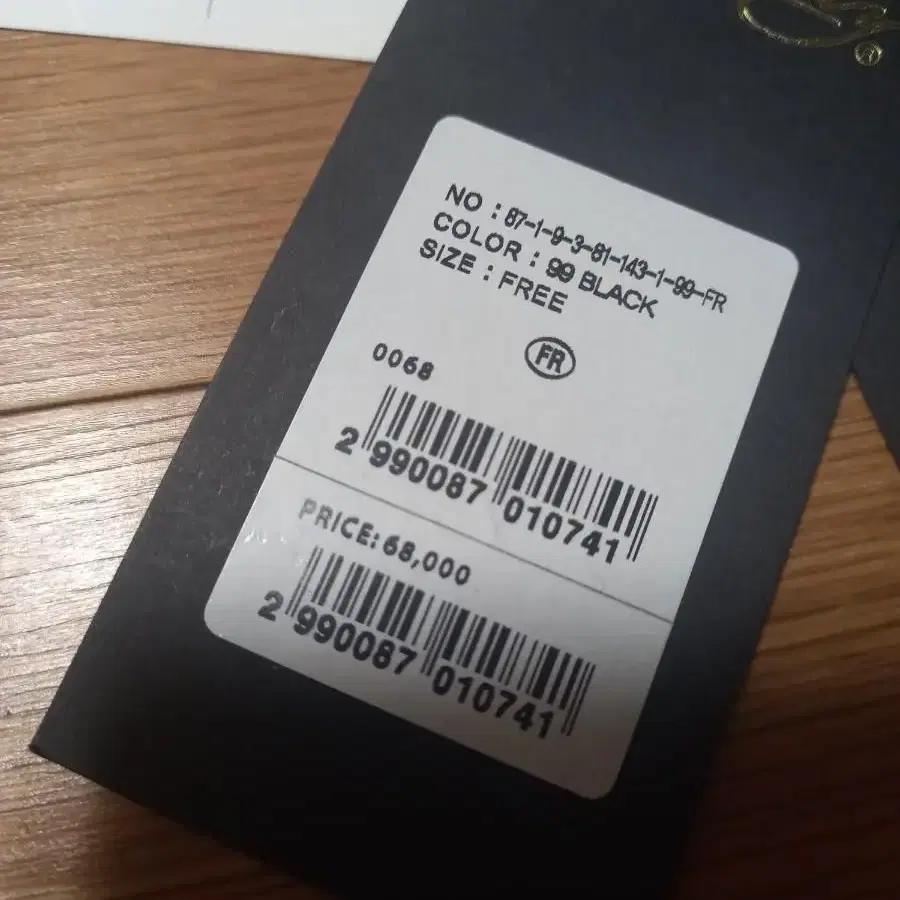 NO : 87-1-9-3-81-143-1-99-FR
COLOR : 99 BLACK
SIZE : FREE
FR
0068
2 990087 010741
PRICE: 68,000
2 990087 010741
®